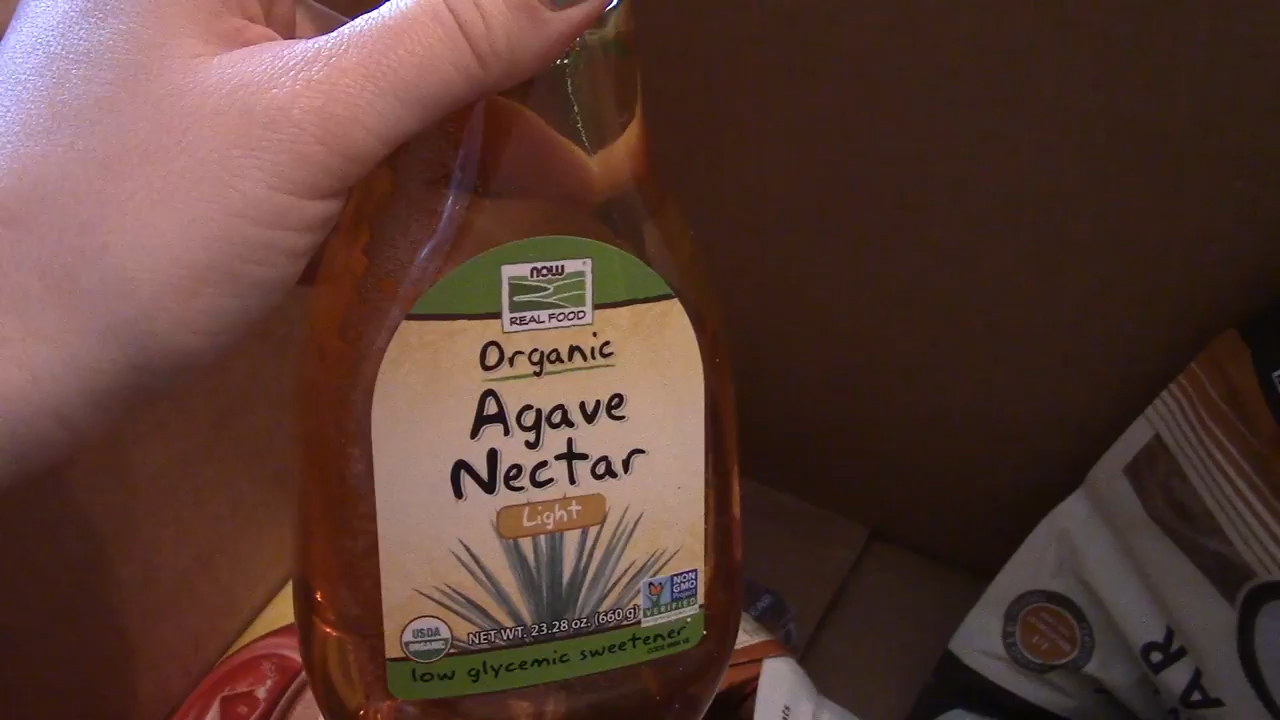 now
REAL FOOD
Organic
Agave
Nectar
Light
NON
GMO
Project
VERIFIED
USDA
ORGANIC
NET WT. 23.28 oz. (660 g)
low glycemic sweetener
AR